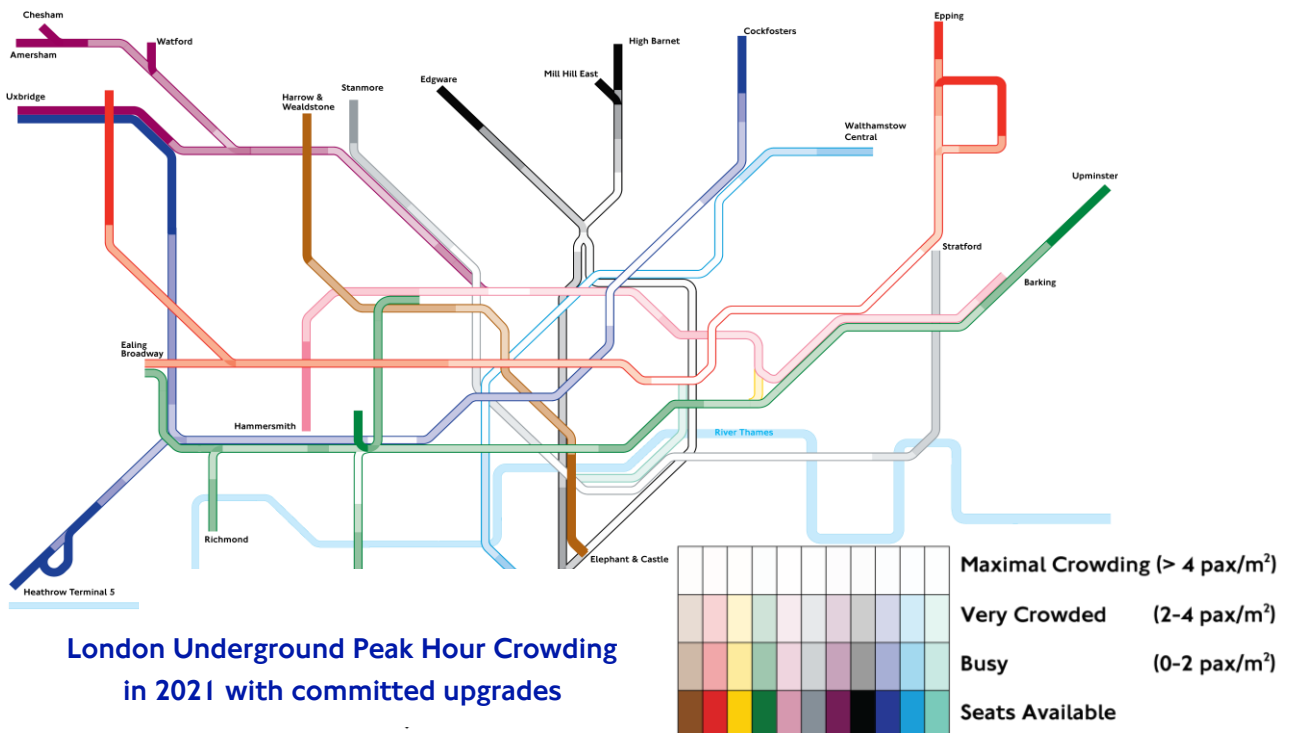 Chesham
Amersham
Watford
Uxbridge
Harrow &
Wealdstone
Stanmore
Edgware
Mill Hill East
High Barnet
Cockfosters
Epping
Walthamstow
Central
Upminster
Stratford
Barking
Ealing
Broadway
Hammersmith
River Thames
Richmond
Elephant & Castle
Heathrow Terminal 5
London Underground Peak Hour Crowding
in 2021 with committed upgrades
Maximal Crowding (> 4 pax/m²)
Very Crowded (2-4 pax/m²)
Busy (0-2 pax/m²)
Seats Available